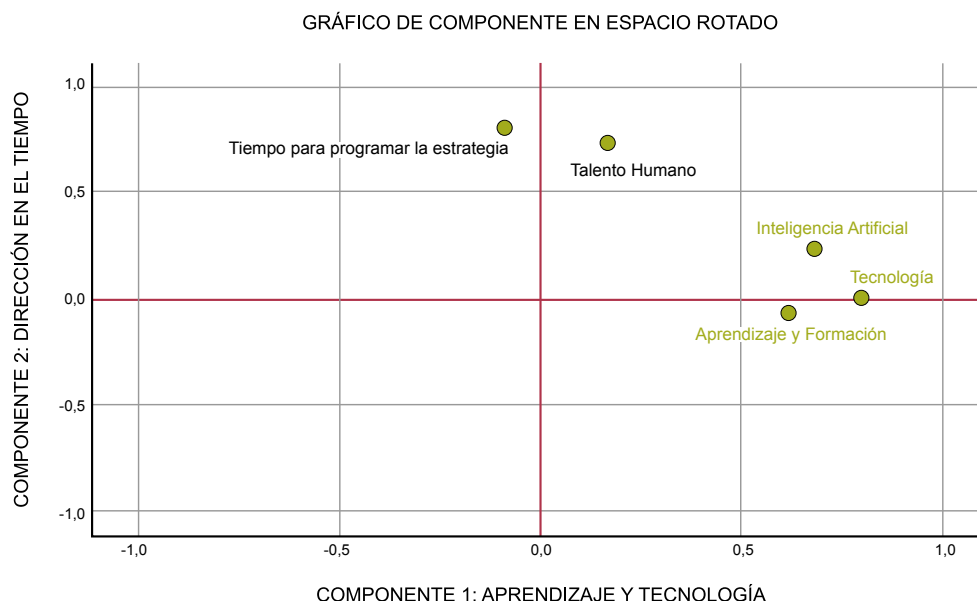 GRÁFICO DE COMPONENTE EN ESPACIO ROTADO
COMPONENTE 2: DIRECCIÓN EN EL TIEMPO
1,0
0,5
0,0
-0,5
-1,0
Tiempo para programar la estrategia
Talento Humano
Inteligencia Artificial
Tecnología
Aprendizaje y Formación
-1,0
-0,5
0,0
0,5
1,0
COMPONENTE 1: APRENDIZAJE Y TECNOLOGÍA